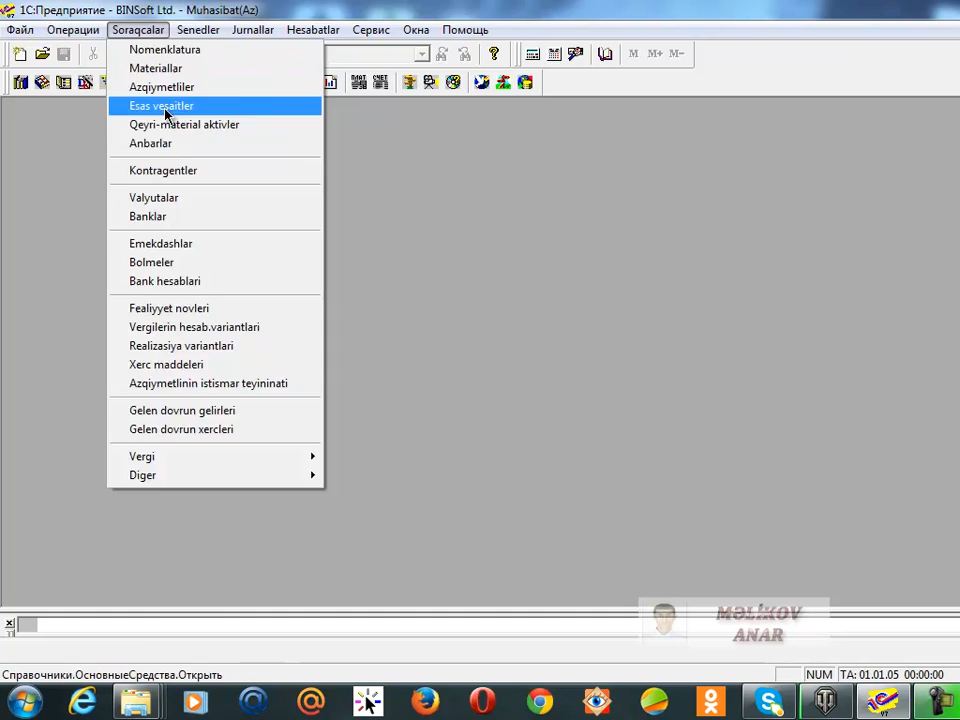 1С:Предприятие - BINSoft Ltd. - Muhasibat(Az)
Файл Операции Soraqcalar Senedler Jurnallar Hesabatlar Сервис Окна Помощь
M M+ M-
Nomenklatura
Materiallar
Azqiymetliler
Esas vesaitler
Qeyri-material aktivler
Anbarlar
Kontragentler
Valyutalar
Banklar
Emekdashlar
Bolmeler
Bank hesablari
Fealiyyet novleri
Vergilerin hesab.variantlari
Realizasiya variantlari
Xerc maddeleri
Azqiymetlinin istismar teyininati
Gelen dovrun gelirleri
Gelen dovrun xercleri
Vergi
Diger
MƏLİKOV
ANAR
Справочники.ОсновныеСредства.Открыть NUM TA: 01.01.05 00:00:00